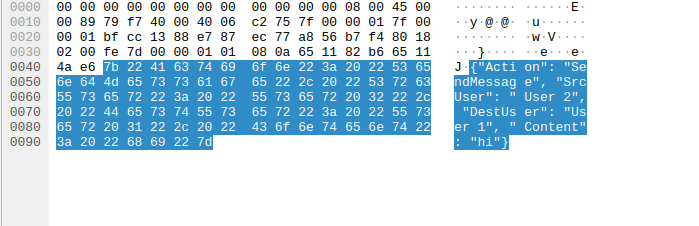 0000 00 00 00 00 00 00 00 00 00 00 00 00 08 00 45 00 ··············E·
0010 00 89 79 f7 40 00 40 06 c2 75 7f 00 00 01 7f 00 ··y·@·@··u······
0020 00 01 bf cc 13 88 e7 87 ec 77 a8 56 b7 f4 80 18 ·········w·V····
0030 02 00 fe 7d 00 00 01 01 08 0a 65 11 82 b6 65 11 ···}······e···e·
0040 4a e6 7b 22 41 63 74 69 6f 6e 22 3a 20 22 53 65 J·{"Action": "Se
0050 6e 64 4d 65 73 73 61 67 65 22 2c 20 22 53 72 63 ndMessage", "Src
0060 55 73 65 72 22 3a 20 22 55 73 65 72 20 32 22 2c User": "User 2",
0070 20 22 44 65 73 74 55 73 65 72 22 3a 20 22 55 73 "DestUser": "Us
0080 65 72 20 31 22 2c 20 22 43 6f 6e 74 65 6e 74 22 er 1", "Content"
0090 3a 20 22 68 69 22 7d : "hi"}